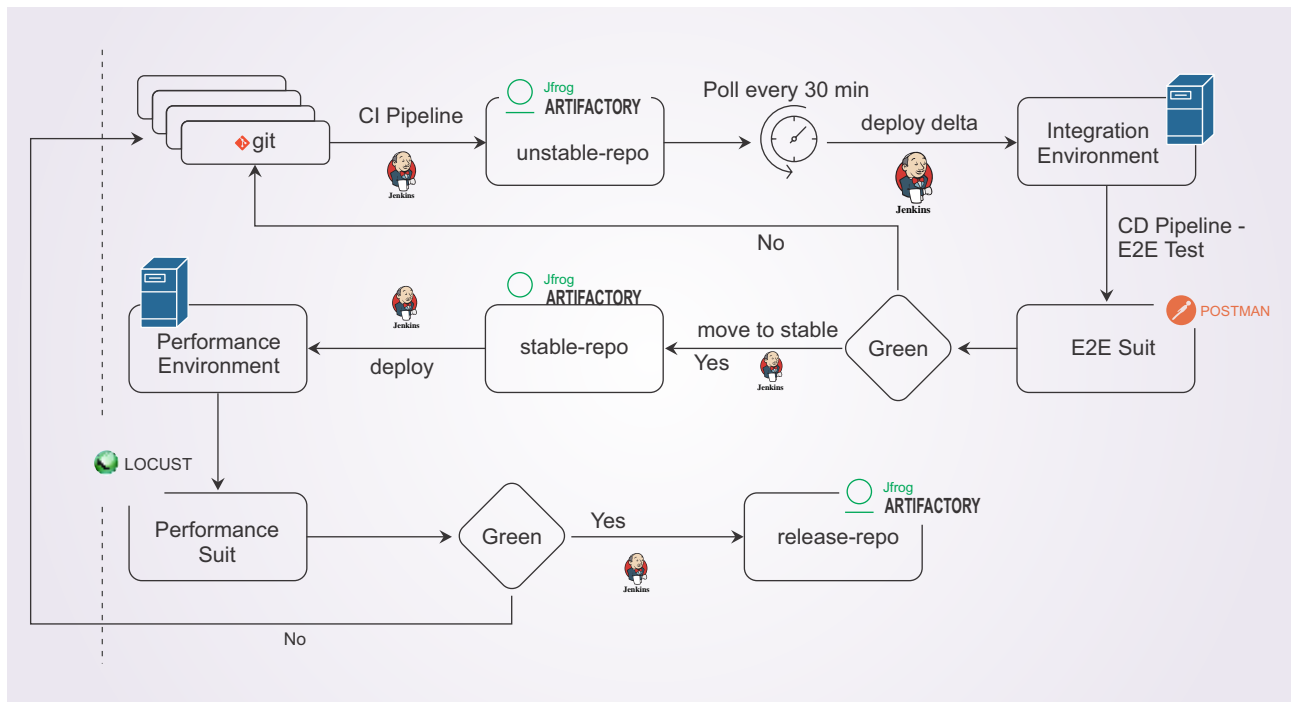 git
CI Pipeline
Jenkins
Jfrog
ARTIFACTORY
unstable-repo
Poll every 30 min
deploy delta
Jenkins
Integration
Environment
CD Pipeline -
E2E Test
No
POSTMAN
E2E Suit
Green
move to stable
Yes
Jenkins
Jfrog
ARTIFACTORY
stable-repo
Jenkins
deploy
Performance
Environment
LOCUST
Performance
Suit
Green
Yes
Jenkins
Jfrog
ARTIFACTORY
release-repo
No